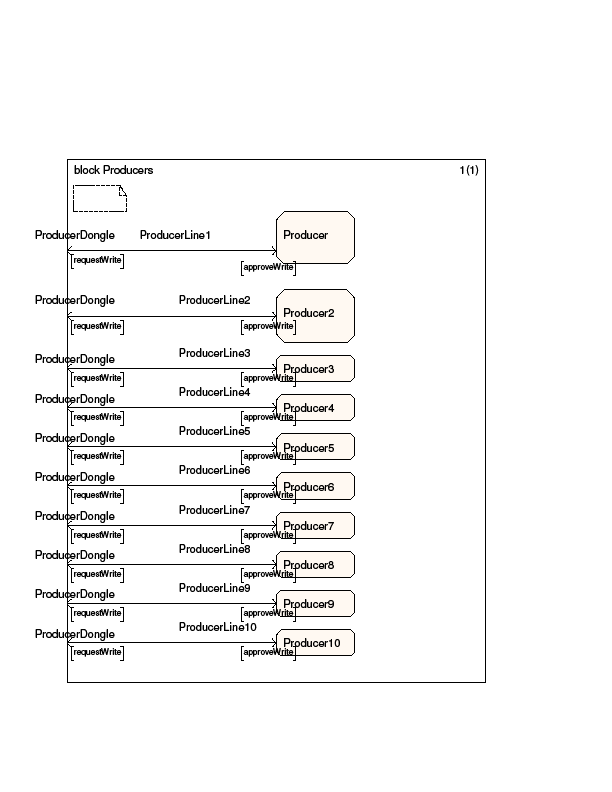 block Producers 1(1)
ProducerDongle ProducerLine1 Producer
[requestWrite] [approveWrite]
ProducerDongle ProducerLine2 Producer2
[requestWrite] [approveWrite]
ProducerDongle ProducerLine3 Producer3
[requestWrite] [approveWrite]
ProducerDongle ProducerLine4 Producer4
[requestWrite] [approveWrite]
ProducerDongle ProducerLine5 Producer5
[requestWrite] [approveWrite]
ProducerDongle ProducerLine6 Producer6
[requestWrite] [approveWrite]
ProducerDongle ProducerLine7 Producer7
[requestWrite] [approveWrite]
ProducerDongle ProducerLine8 Producer8
[requestWrite] [approveWrite]
ProducerDongle ProducerLine9 Producer9
[requestWrite] [approveWrite]
ProducerDongle ProducerLine10 Producer10
[requestWrite] [approveWrite]